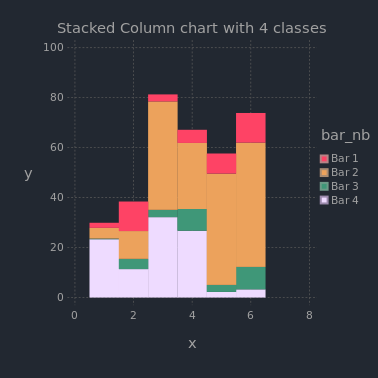 Stacked Column chart with 4 classes
100
80
60
40
20
0
y
0 2 4 6 8
x
bar_nb
Bar 1
Bar 2
Bar 3
Bar 4